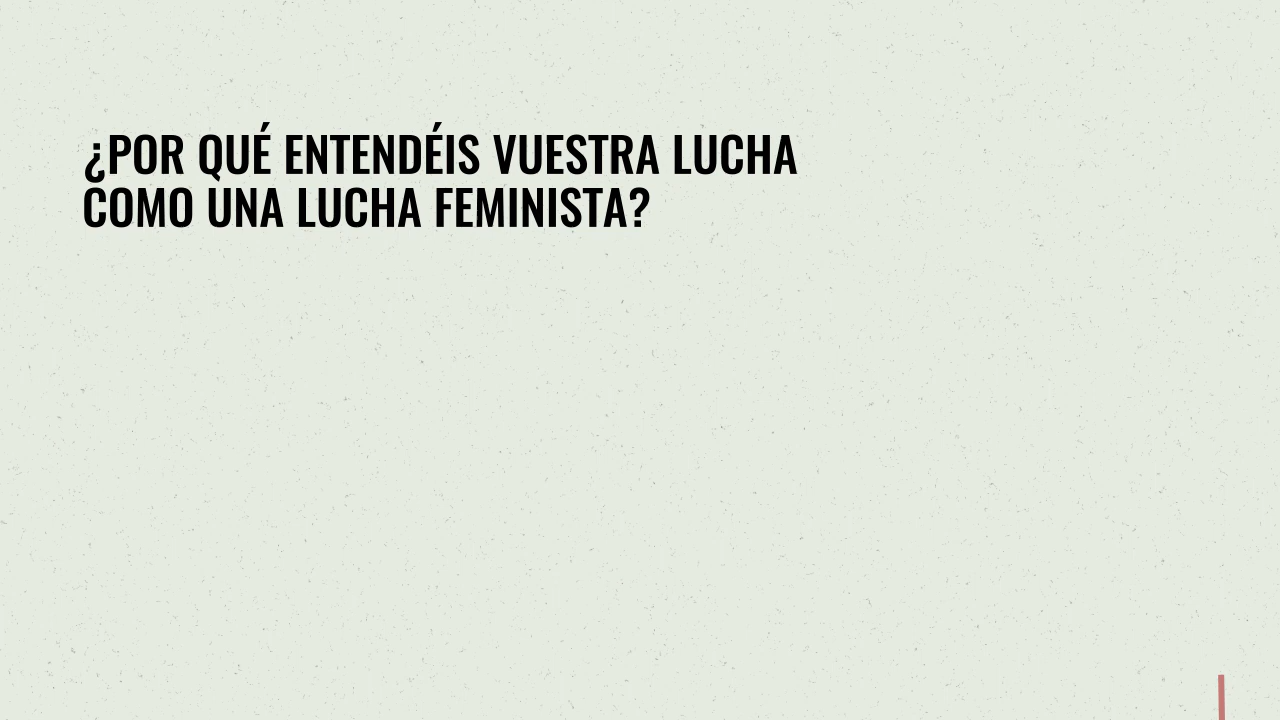 ¿POR QUÉ ENTENDÉIS VUESTRA LUCHA
COMO UNA LUCHA FEMINISTA?